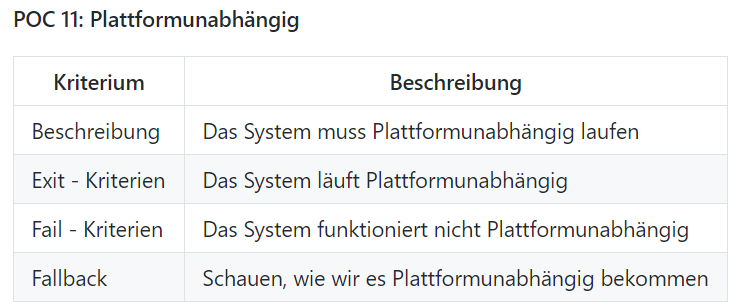 POC 11: Plattformunabhängig
Kriterium Beschreibung
Beschreibung Das System muss Plattformunabhängig laufen
Exit - Kriterien Das System läuft Plattformunabhängig
Fail - Kriterien Das System funktioniert nicht Plattformunabhängig
Fallback Schauen, wie wir es Plattformunabhängig bekommen